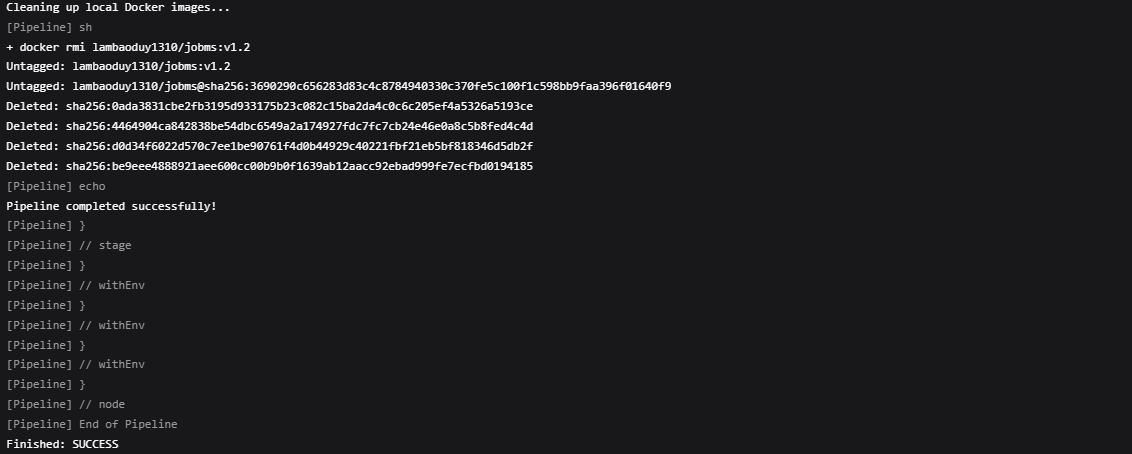 Cleaning up local Docker images...
[Pipeline] sh
+ docker rmi lambaoduy1310/jobms:v1.2
Untagged: lambaoduy1310/jobms:v1.2
Untagged: lambaoduy1310/jobms@sha256:3690290c656283d83c4c8784940330c370fe5c100f1c598bb9faa396f01640f9
Deleted: sha256:0ada3831cbe2fb3195d933175b23c082c15ba2da4c0c6c205ef4a5326a5193ce
Deleted: sha256:4464904ca842838be54dbc6549a2a174927fdc7fc7cb24e46e0a8c5b8fed4c4d
Deleted: sha256:d0d34f6022d570c7ee1be90761f4d0b44929c40221fbf21eb5bf818346d5db2f
Deleted: sha256:be9eee4888921aee600cc00b9b0f1639ab12aacc92ebad999fe7ecfbd0194185
[Pipeline] echo
Pipeline completed successfully!
[Pipeline] }
[Pipeline] // stage
[Pipeline] }
[Pipeline] // withEnv
[Pipeline] }
[Pipeline] // withEnv
[Pipeline] }
[Pipeline] // withEnv
[Pipeline] }
[Pipeline] // node
[Pipeline] End of Pipeline
Finished: SUCCESS